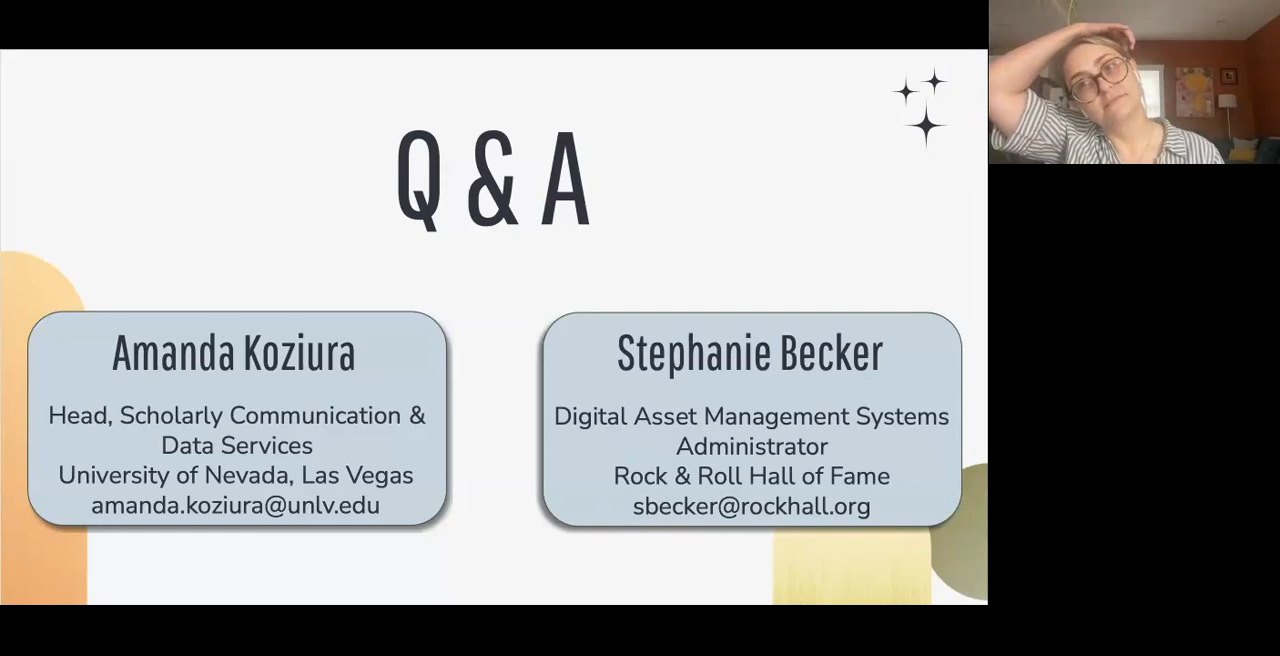 Q & A
Amanda Koziura
Head, Scholarly Communication &
Data Services
University of Nevada, Las Vegas
amanda.koziura@unlv.edu
Stephanie Becker
Digital Asset Management Systems
Administrator
Rock & Roll Hall of Fame
sbecker@rockhall.org